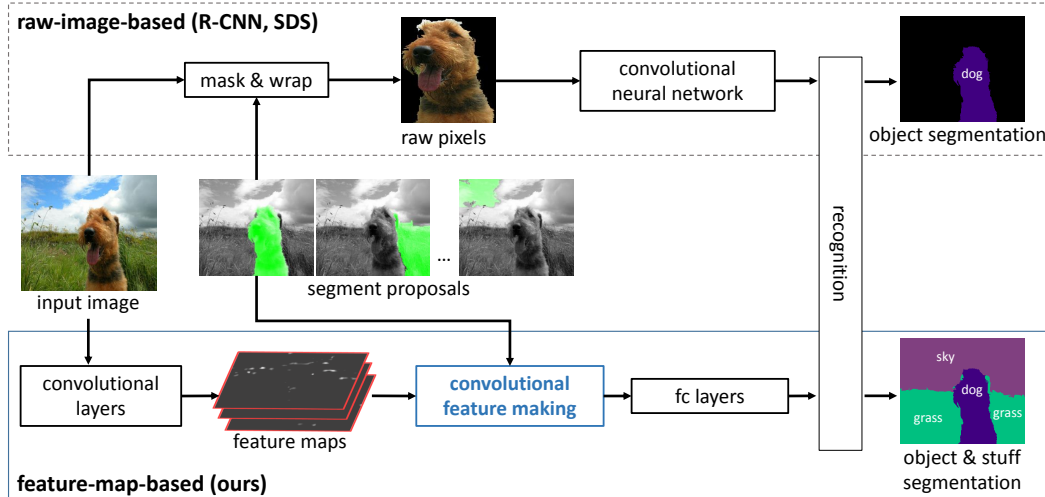 raw-image-based (R-CNN, SDS)
mask & wrap
raw pixels
convolutional
neural network
dog
object segmentation
input image
segment proposals
...
recognition
convolutional
layers
feature maps
convolutional
feature making
fc layers
sky
dog
grass
grass
object & stuff
segmentation
feature-map-based (ours)